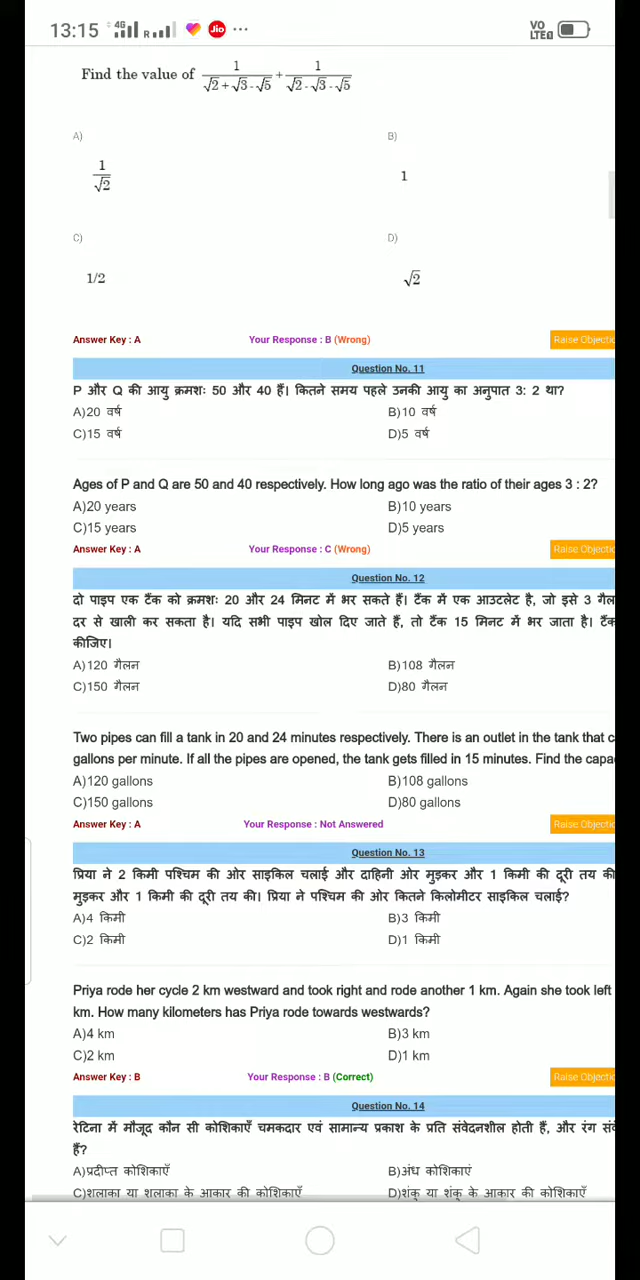 13:15 4G R Jio ... VO LTE
Find the value of 1/(√2 + √3 - √5) + 1/(√2 - √3 - √5)
A) B)
1/√2 1
C) D)
1/2 √2
Answer Key : A Your Response : B (Wrong) Raise Objectic
Question No. 11
P और Q की आयु क्रमशः 50 और 40 हैं। कितने समय पहले उनकी आयु का अनुपात 3: 2 था?
A)20 वर्ष B)10 वर्ष
C)15 वर्ष D)5 वर्ष
Ages of P and Q are 50 and 40 respectively. How long ago was the ratio of their ages 3 : 2?
A)20 years B)10 years
C)15 years D)5 years
Answer Key : A Your Response : C (Wrong) Raise Objectic
Question No. 12
दो पाइप एक टैंक को क्रमशः 20 और 24 मिनट में भर सकते हैं। टैंक में एक आउटलेट है, जो इसे 3 गैल
दर से खाली कर सकता है। यदि सभी पाइप खोल दिए जाते हैं, तो टैंक 15 मिनट में भर जाता है। टैंक
कीजिए।
A)120 गैलन B)108 गैलन
C)150 गैलन D)80 गैलन
Two pipes can fill a tank in 20 and 24 minutes respectively. There is an outlet in the tank that c
gallons per minute. If all the pipes are opened, the tank gets filled in 15 minutes. Find the capa
A)120 gallons B)108 gallons
C)150 gallons D)80 gallons
Answer Key : A Your Response : Not Answered Raise Objectic
Question No. 13
प्रिया ने 2 किमी पश्चिम की ओर साइकिल चलाई और दाहिनी ओर मुड़कर और 1 किमी की दूरी तय की
मुड़कर और 1 किमी की दूरी तय की। प्रिया ने पश्चिम की ओर कितने किलोमीटर साइकिल चलाई?
A)4 किमी B)3 किमी
C)2 किमी D)1 किमी
Priya rode her cycle 2 km westward and took right and rode another 1 km. Again she took left
km. How many kilometers has Priya rode towards westwards?
A)4 km B)3 km
C)2 km D)1 km
Answer Key : B Your Response : B (Correct) Raise Objectic
Question No. 14
रेटिना में मौजूद कौन सी कोशिकाएँ चमकदार एवं सामान्य प्रकाश के प्रति संवेदनशील होती हैं, और रंग संवे
हैं?
A)प्रदीप्त कोशिकाएँ B)अंध कोशिकाएं
C)शलाका या शलाका के आकार की कोशिकाएँ D)शंकु या शंकु के आकार की कोशिकाएँ